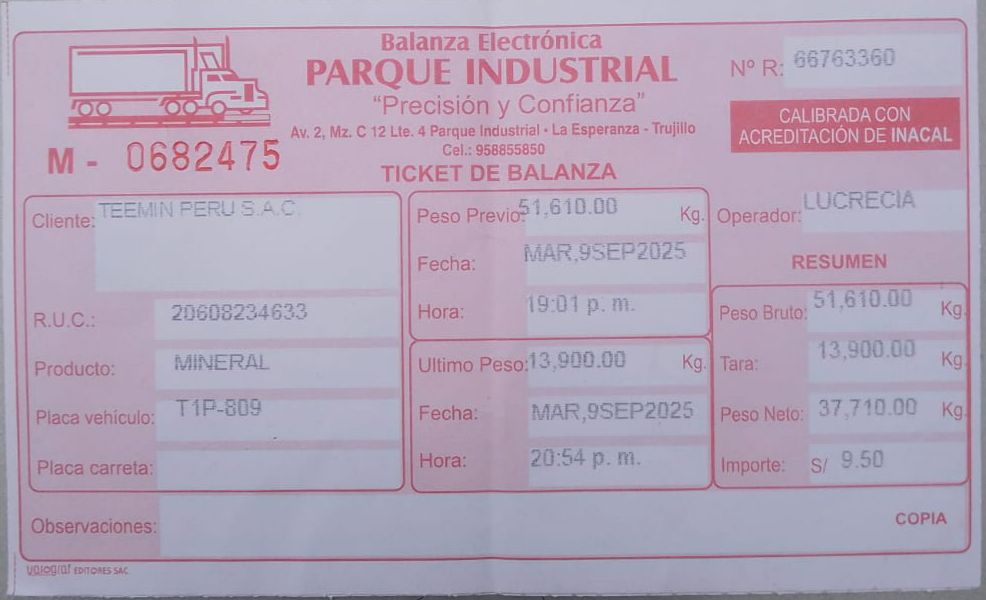 Balanza Electrónica
PARQUE INDUSTRIAL
"Precisión y Confianza"
Av. 2, Mz. C 12 Lte. 4 Parque Industrial • La Esperanza - Trujillo
Cel.: 958855850
Nº R: 66763360
CALIBRADA CON
ACREDITACIÓN DE INACAL
M - 0682475
TICKET DE BALANZA
Cliente: TEEMIN PERU S.A.C.
R.U.C.: 20608234633
Producto: MINERAL
Placa vehículo: T1P-809
Placa carreta:
Peso Previo: 51,610.00 Kg.
Fecha: MAR,9SEP2025
Hora: 19:01 p. m.
Ultimo Peso: 13,900.00 Kg.
Fecha: MAR,9SEP2025
Hora: 20:54 p. m.
Operador: LUCRECIA
RESUMEN
Peso Bruto: 51,610.00 Kg.
Tara: 13,900.00 Kg.
Peso Neto: 37,710.00 Kg.
Importe: S/ 9.50
Observaciones:
COPIA
valograf EDITORES SAC